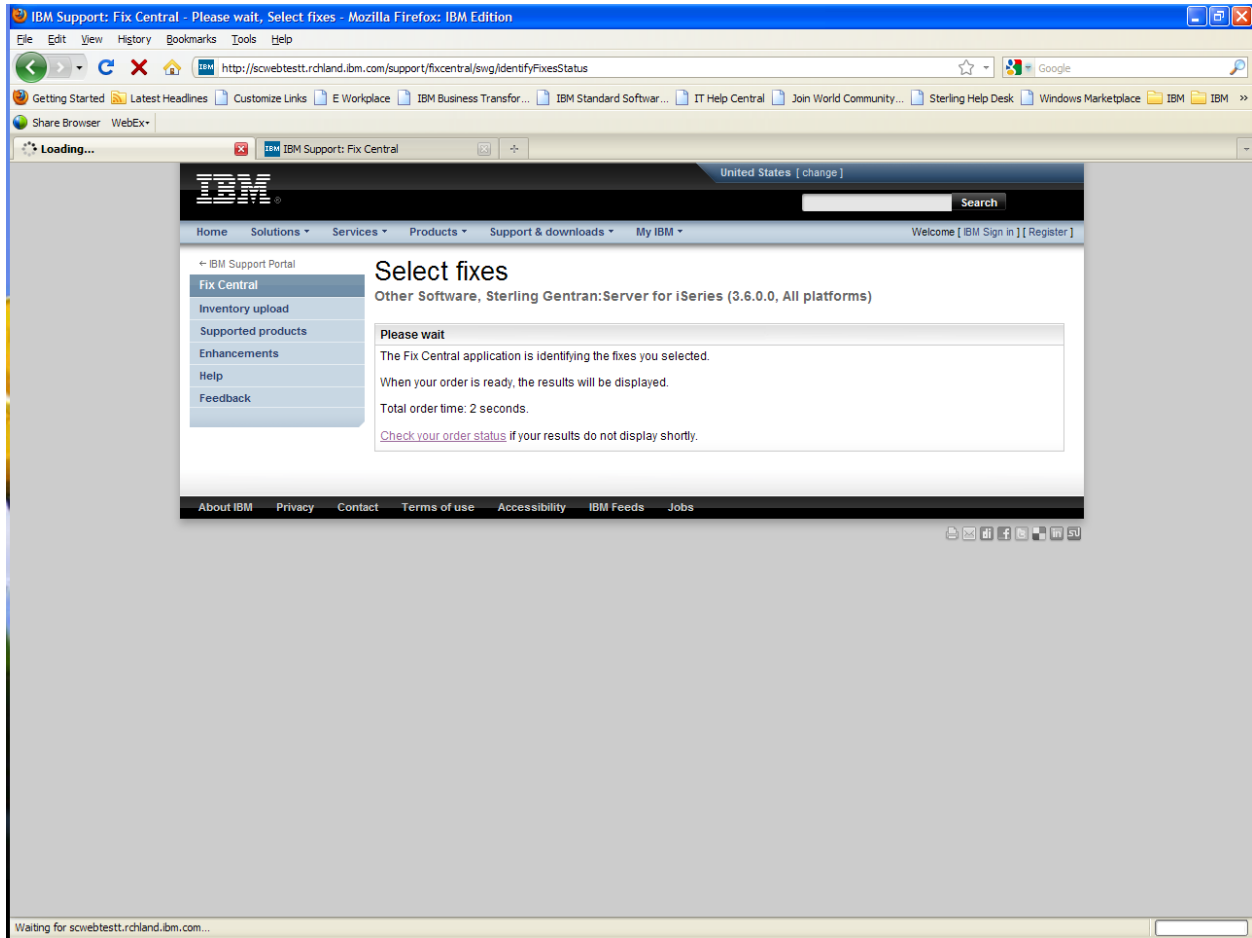 IBM Support: Fix Central - Please wait, Select fixes - Mozilla Firefox: IBM Edition
File Edit View History Bookmarks Tools Help
IBM http://scwebtestt.rchland.ibm.com/support/fixcentral/swg/identifyFixesStatus Google
Getting Started Latest Headlines Customize Links E Workplace IBM Business Transfor... IBM Standard Softwar... IT Help Central Join World Community... Sterling Help Desk Windows Marketplace IBM IBM »
Share Browser WebEx
Loading... IBM IBM Support: Fix Central
United States [ change ]
IBM ®
Search
Home Solutions Services Products Support & downloads My IBM Welcome [ IBM Sign in ] [ Register ]
← IBM Support Portal
Fix Central
Inventory upload
Supported products
Enhancements
Help
Feedback
Select fixes
Other Software, Sterling Gentran:Server for iSeries (3.6.0.0, All platforms)
Please wait
The Fix Central application is identifying the fixes you selected.
When your order is ready, the results will be displayed.
Total order time: 2 seconds.
Check your order status if your results do not display shortly.
About IBM Privacy Contact Terms of use Accessibility IBM Feeds Jobs
Waiting for scwebtestt.rchland.ibm.com...